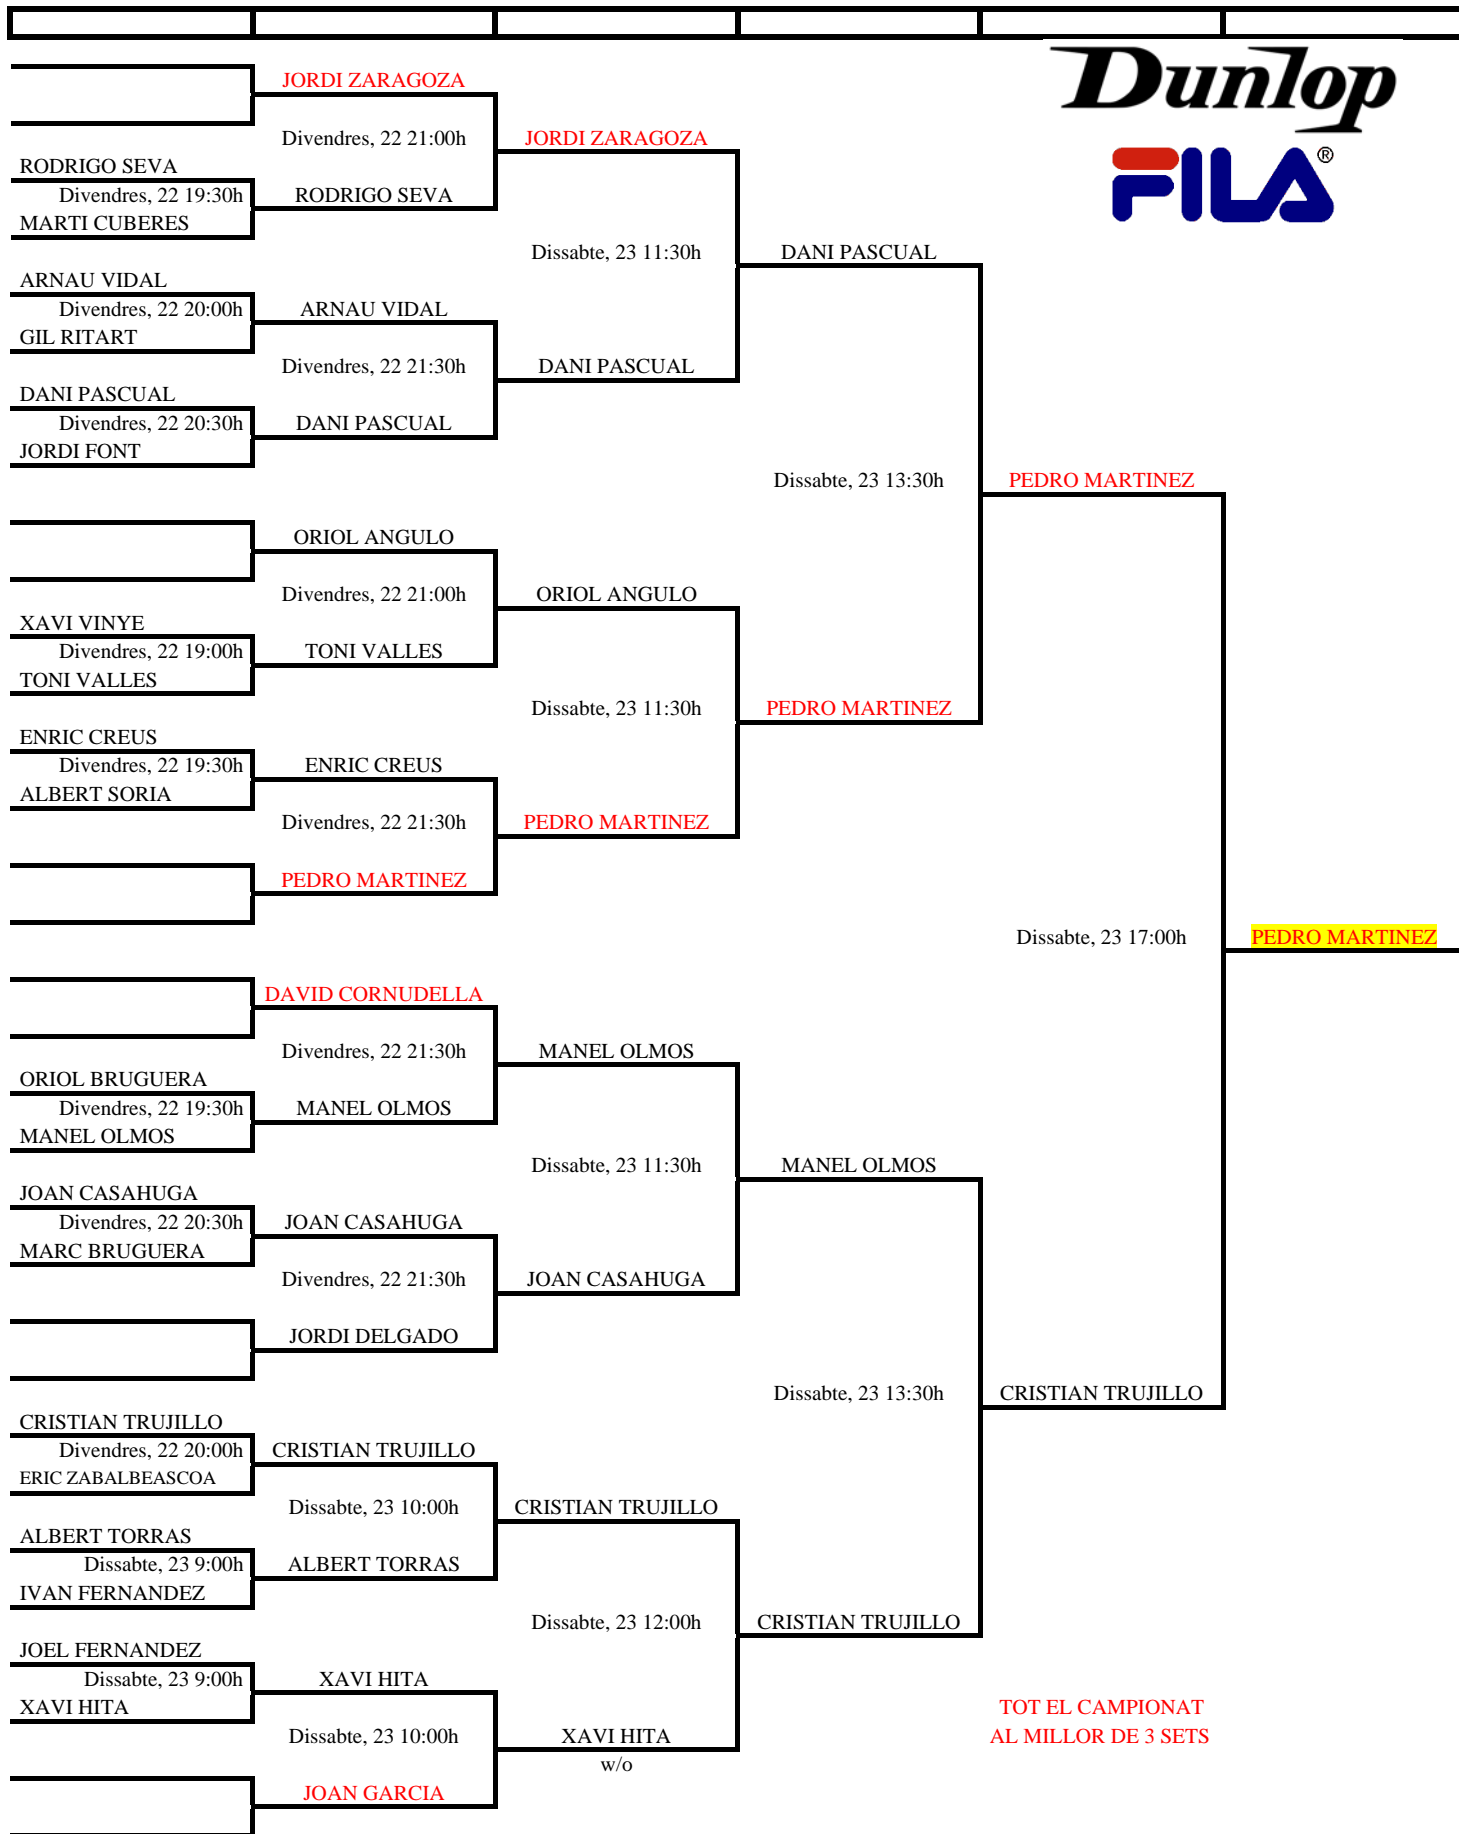 Dunlop
JORDI ZARAGOZA
Divendres, 22 21:00h
JORDI ZARAGOZA
FILA®
RODRIGO SEVA
Divendres, 22 19:30h
RODRIGO SEVA
MARTI CUBERES
Dissabte, 23 11:30h
DANI PASCUAL
ARNAU VIDAL
Divendres, 22 20:00h
ARNAU VIDAL
GIL RITART
Divendres, 22 21:30h
DANI PASCUAL
DANI PASCUAL
Divendres, 22 20:30h
DANI PASCUAL
JORDI FONT
Dissabte, 23 13:30h
PEDRO MARTINEZ
ORIOL ANGULO
Divendres, 22 21:00h
ORIOL ANGULO
XAVI VINYE
Divendres, 22 19:00h
TONI VALLES
TONI VALLES
Dissabte, 23 11:30h
PEDRO MARTINEZ
ENRIC CREUS
Divendres, 22 19:30h
ENRIC CREUS
ALBERT SORIA
Divendres, 22 21:30h
PEDRO MARTINEZ
PEDRO MARTINEZ
Dissabte, 23 17:00h
PEDRO MARTINEZ
DAVID CORNUDELLA
Divendres, 22 21:30h
MANEL OLMOS
ORIOL BRUGUERA
Divendres, 22 19:30h
MANEL OLMOS
MANEL OLMOS
Dissabte, 23 11:30h
MANEL OLMOS
JOAN CASAHUGA
Divendres, 22 20:30h
JOAN CASAHUGA
MARC BRUGUERA
Divendres, 22 21:30h
JOAN CASAHUGA
JORDI DELGADO
Dissabte, 23 13:30h
CRISTIAN TRUJILLO
CRISTIAN TRUJILLO
Divendres, 22 20:00h
CRISTIAN TRUJILLO
ERIC ZABALBEASCOA
Dissabte, 23 10:00h
CRISTIAN TRUJILLO
ALBERT TORRAS
Dissabte, 23 9:00h
ALBERT TORRAS
IVAN FERNANDEZ
Dissabte, 23 12:00h
CRISTIAN TRUJILLO
JOEL FERNANDEZ
Dissabte, 23 9:00h
XAVI HITA
XAVI HITA
TOT EL CAMPIONAT
AL MILLOR DE 3 SETS
Dissabte, 23 10:00h
XAVI HITA
w/o
JOAN GARCIA